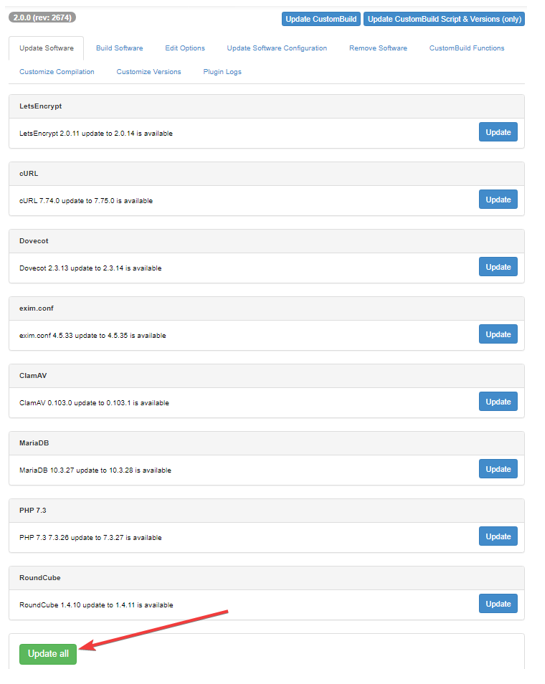 2.0.0 (rev: 2674) Update CustomBuild Update CustomBuild Script & Versions (only)
Update Software Build Software Edit Options Update Software Configuration Remove Software CustomBuild Functions
Customize Compilation Customize Versions Plugin Logs
LetsEncrypt
LetsEncrypt 2.0.11 update to 2.0.14 is available Update
cURL
cURL 7.74.0 update to 7.75.0 is available Update
Dovecot
Dovecot 2.3.13 update to 2.3.14 is available Update
exim.conf
exim.conf 4.5.33 update to 4.5.35 is available Update
ClamAV
ClamAV 0.103.0 update to 0.103.1 is available Update
MariaDB
MariaDB 10.3.27 update to 10.3.28 is available Update
PHP 7.3
PHP 7.3 7.3.26 update to 7.3.27 is available Update
RoundCube
RoundCube 1.4.10 update to 1.4.11 is available Update
Update all